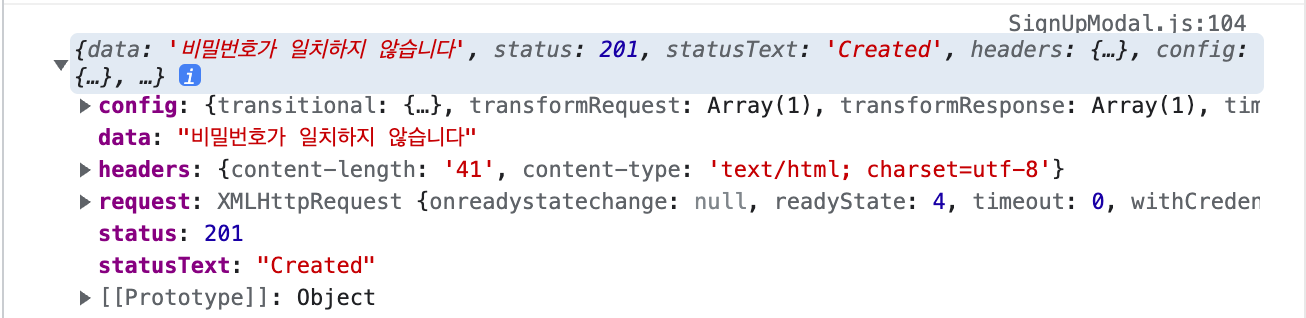 SignUpModal.js:104
{data: '비밀번호가 일치하지 않습니다', status: 201, statusText: 'Created', headers: {…}, config:
{…}, …} i
config: {transitional: {…}, transformRequest: Array(1), transformResponse: Array(1), tim
data: "비밀번호가 일치하지 않습니다"
headers: {content-length: '41', content-type: 'text/html; charset=utf-8'}
request: XMLHttpRequest {onreadystatechange: null, readyState: 4, timeout: 0, withCreden
status: 201
statusText: "Created"
[[Prototype]]: Object